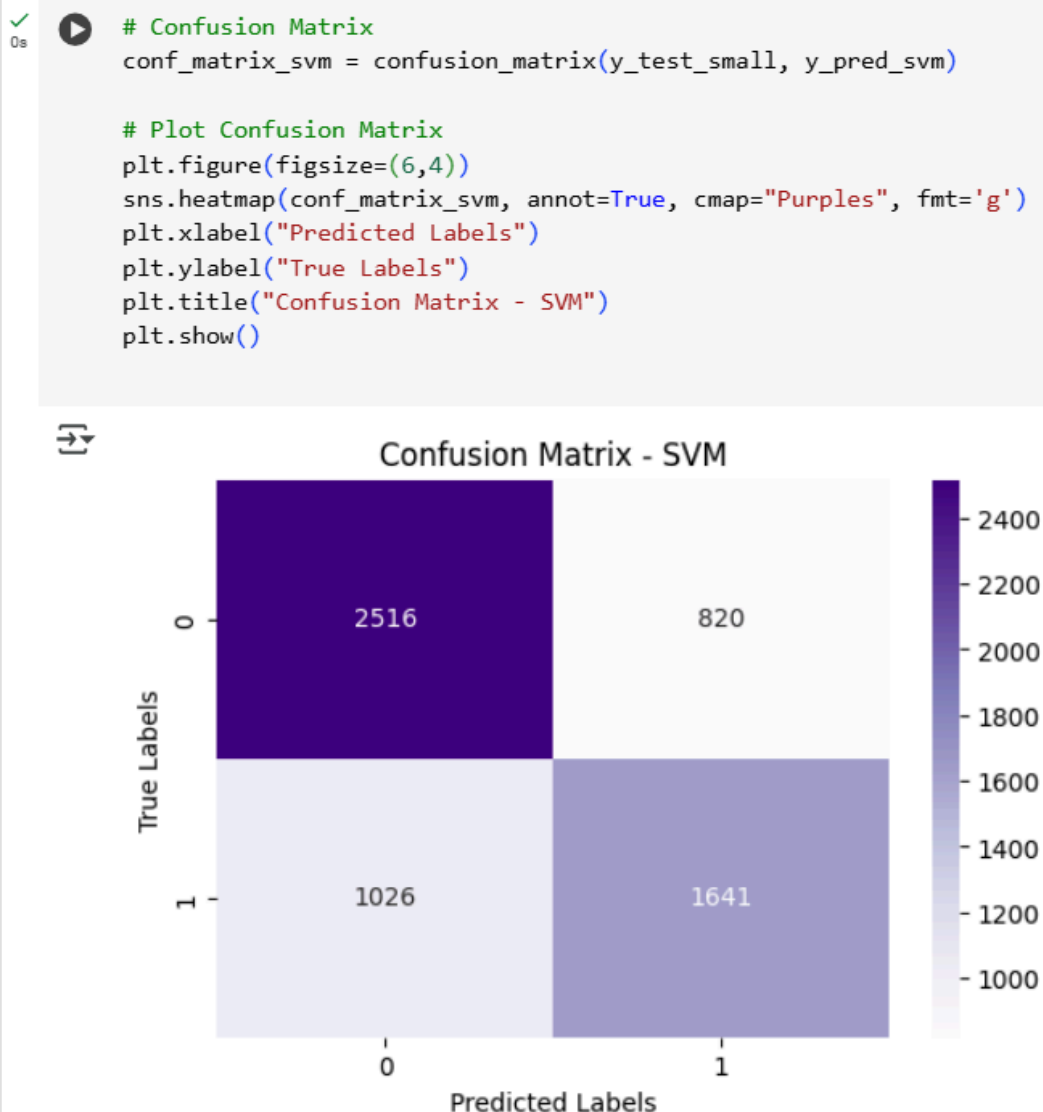 0s
# Confusion Matrix
conf_matrix_svm = confusion_matrix(y_test_small, y_pred_svm)
# Plot Confusion Matrix
plt.figure(figsize=(6,4))
sns.heatmap(conf_matrix_svm, annot=True, cmap="Purples", fmt='g')
plt.xlabel("Predicted Labels")
plt.ylabel("True Labels")
plt.title("Confusion Matrix - SVM")
plt.show()
Confusion Matrix - SVM
True Labels
0
2516
820
1
1026
1641
0
1
Predicted Labels
2400
2200
2000
1800
1600
1400
1200
1000